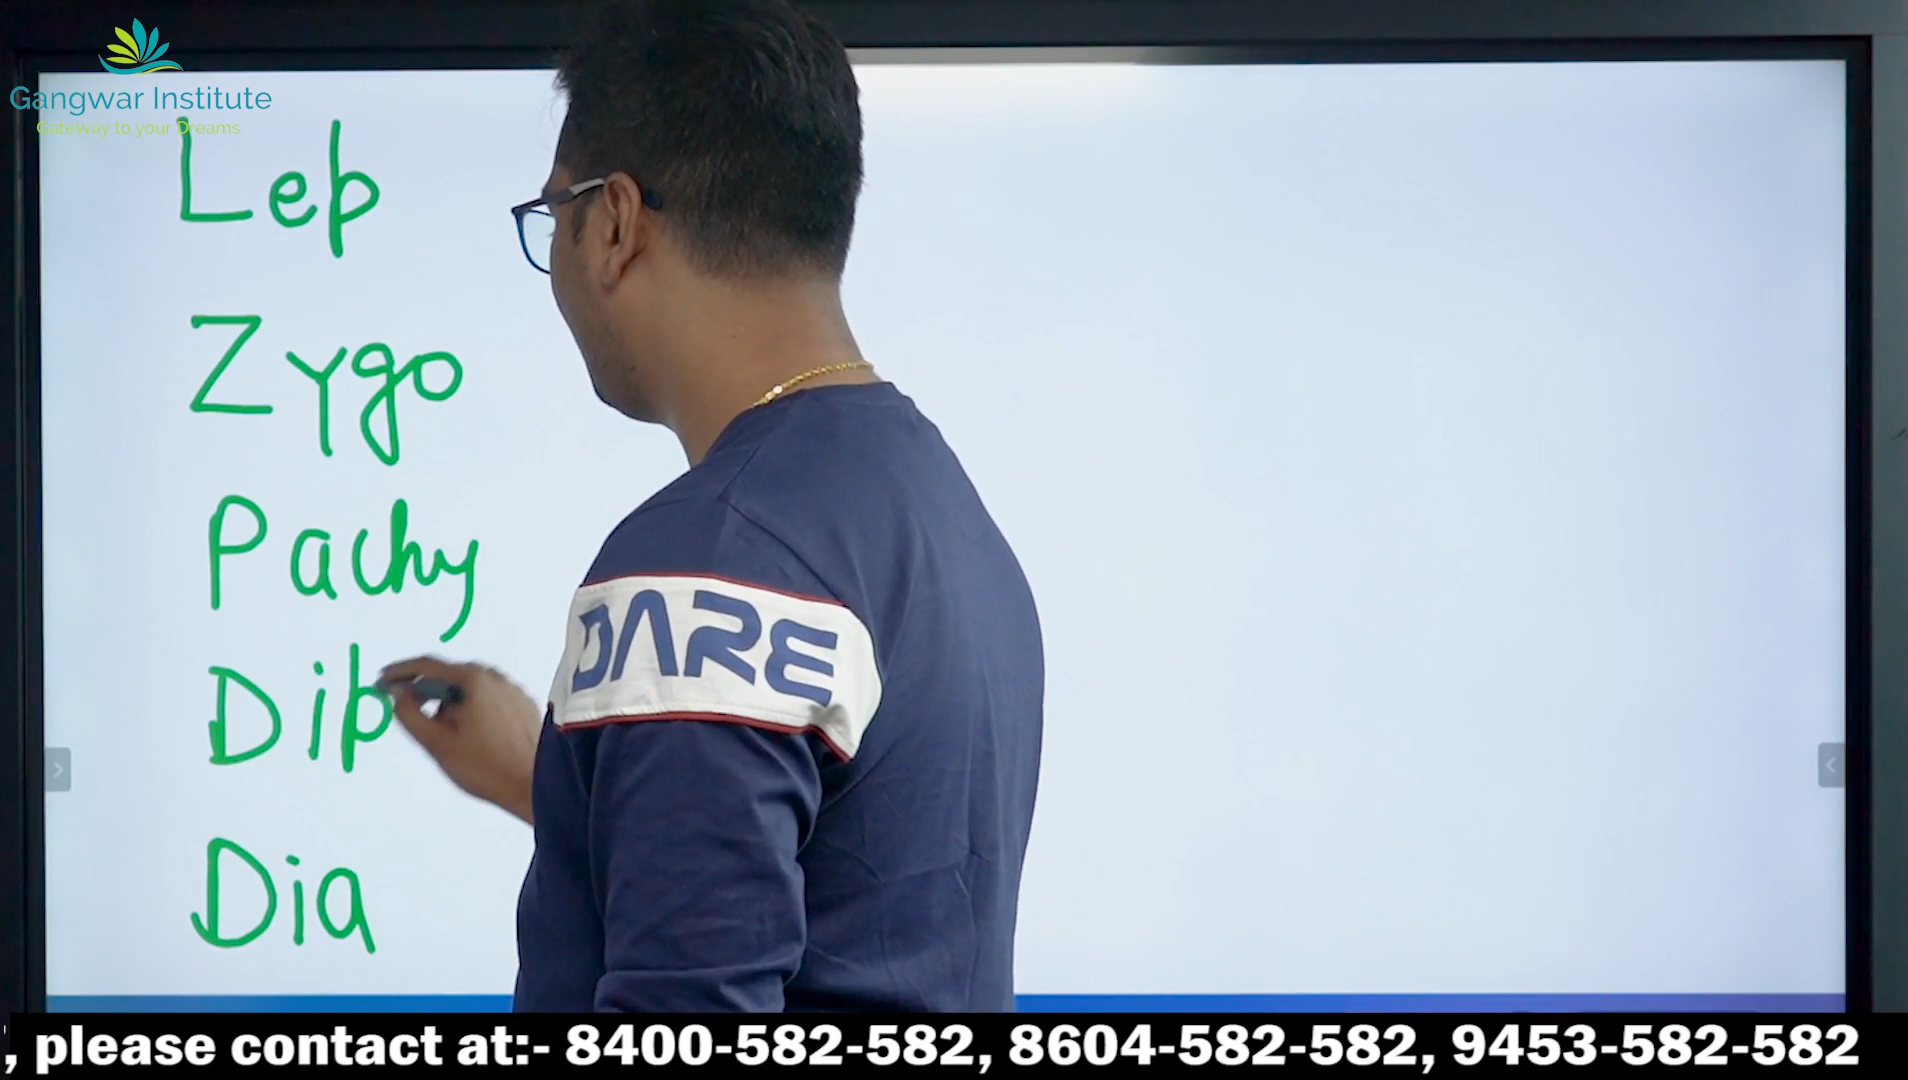 Gangwar Institute
Gateway to your Dreams
Lep
Zygo
Pachy
DARE
Dip
Dia
, please contact at:- 8400-582-582, 8604-582-582, 9453-582-582